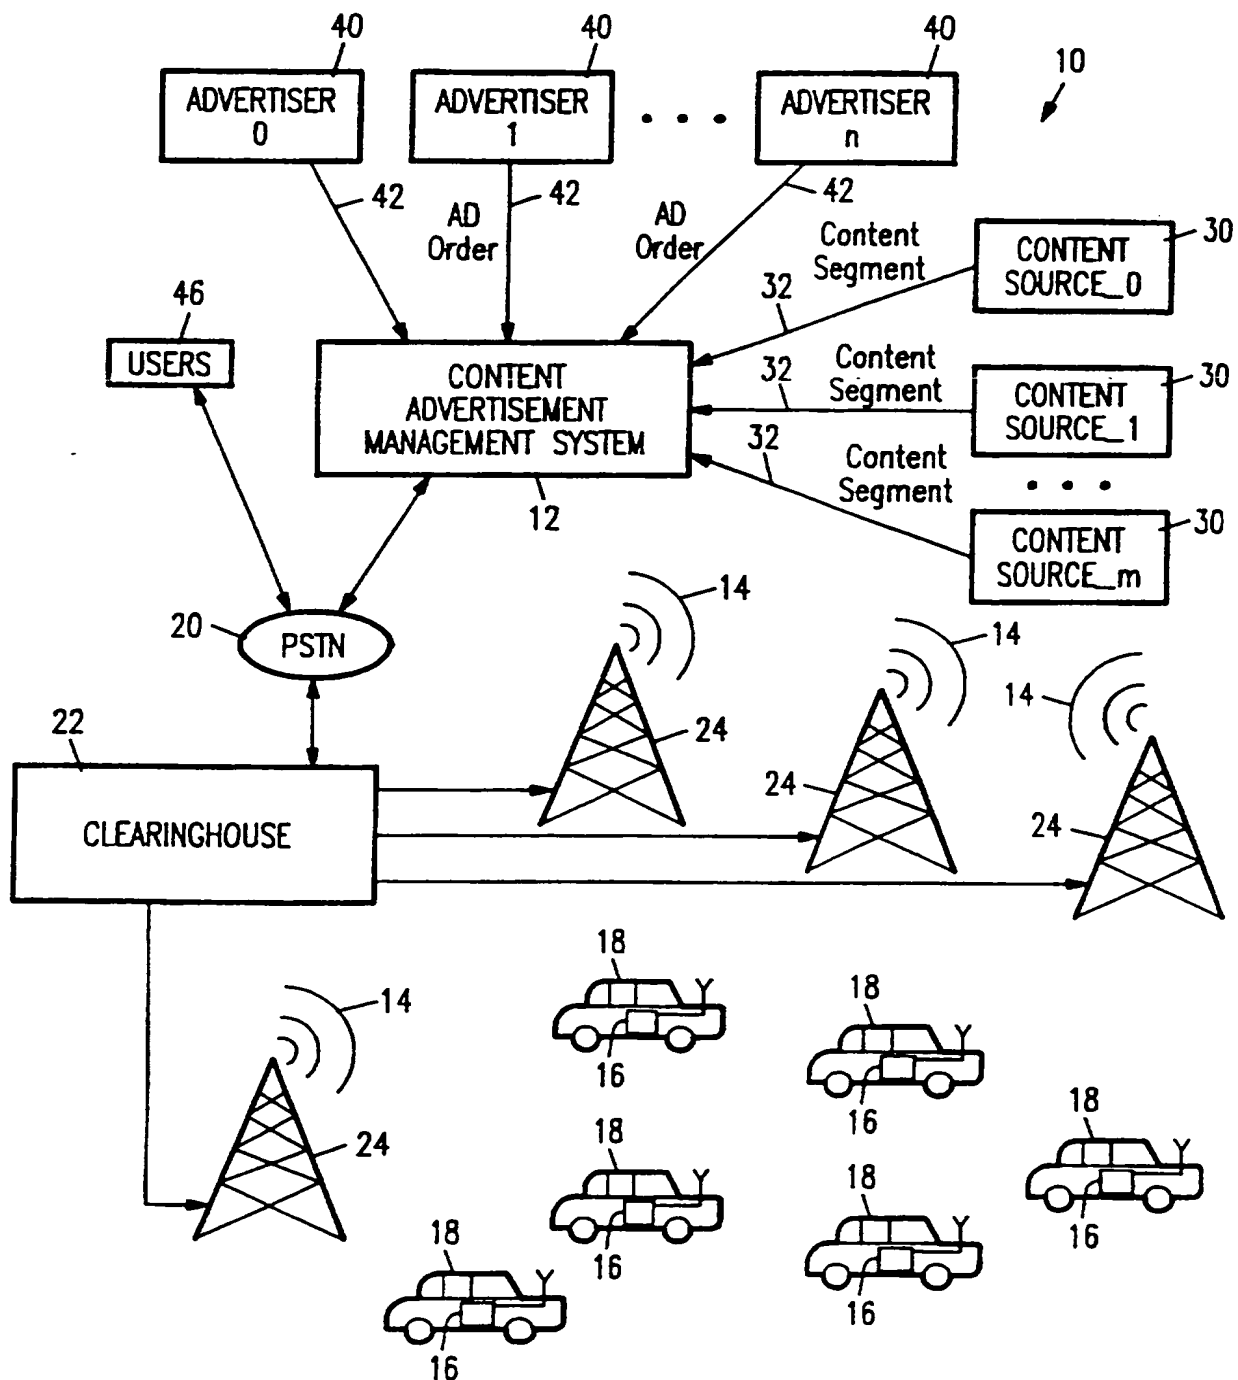 40
40
40
10
ADVERTISER
0
ADVERTISER
1
ADVERTISER
n
42
AD
Order
42
AD
Order
42
Content
Segment
32
CONTENT
SOURCE_0
30
46
USERS
CONTENT
ADVERTISEMENT
MANAGEMENT SYSTEM
12
32
Content
Segment
CONTENT
SOURCE_1
30
32
Content
Segment
CONTENT
SOURCE_m
30
20
PSTN
14
14
14
22
CLEARINGHOUSE
24
24
24
14
24
18
16
18
16
18
16
18
16
18
16
18
16